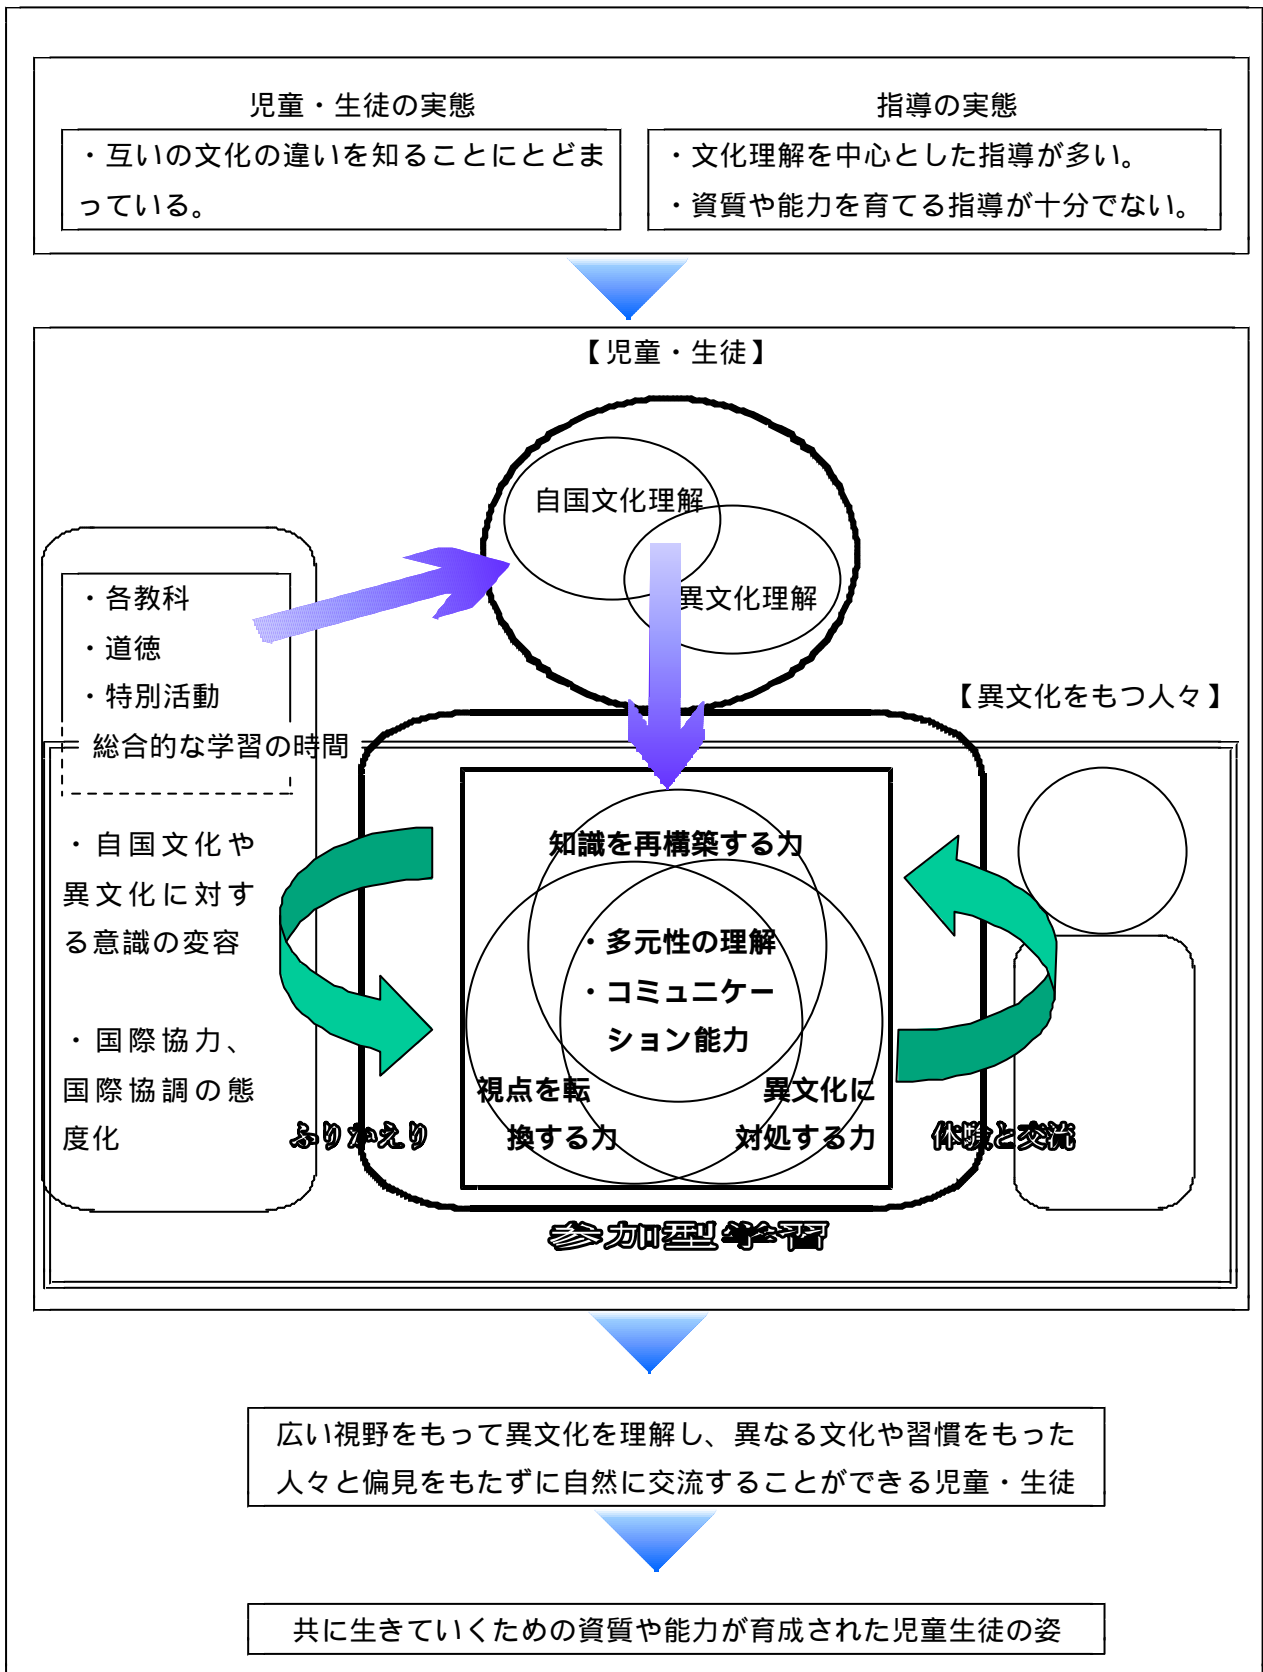 児童・生徒の実態
・互いの文化の違いを知ることにとどま
っている。
指導の実態
・文化理解を中心とした指導が多い。
・資質や能力を育てる指導が十分でない。
【児童・生徒】
自国文化理解
異文化理解
・各教科
・道徳
・特別活動
総合的な学習の時間
・自国文化や
異文化に対す
る意識の変容
・国際協力、
国際協調の態
度化
【異文化をもつ人々】
知識を再構築する力
・多元性の理解
・コミュニケー
ション能力
視点を転
換する力
異文化に
対処する力
ふりかえり
体験と交流
参加型学習
広い視野をもって異文化を理解し、異なる文化や習慣をもった
人々と偏見をもたずに自然に交流することができる児童・生徒
共に生きていくための資質や能力が育成された児童生徒の姿